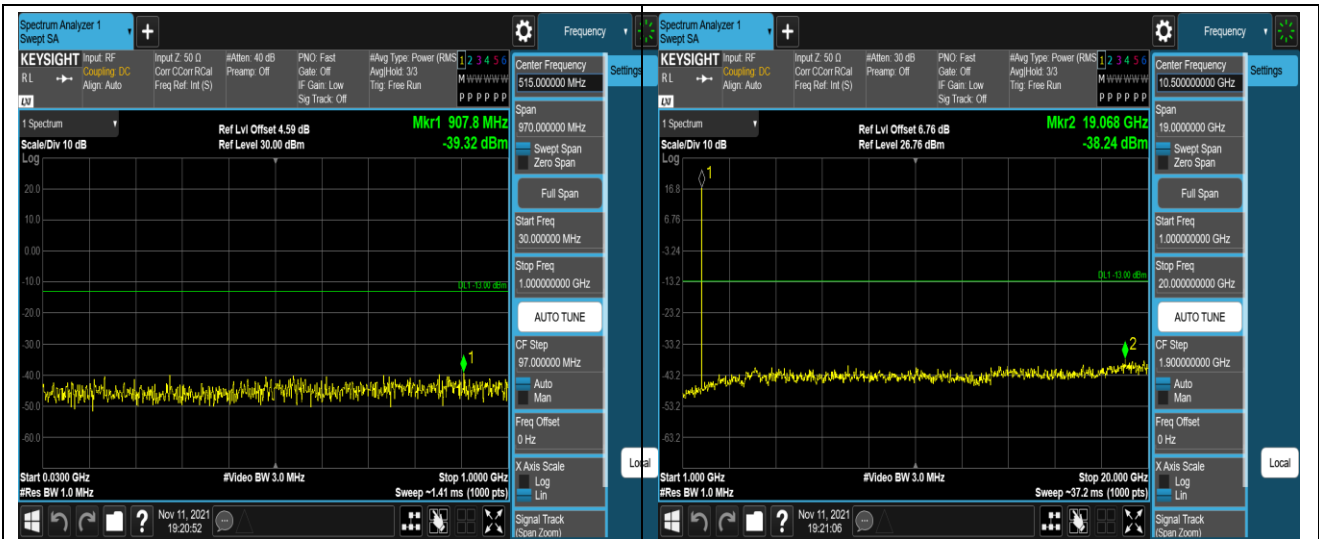 Spectrum Analyzer 1
Swept SA
Frequency
KEYSIGHT
RL
LXI
Input: RF
Coupling: DC
Align: Auto
Input Z: 50 Ω
Corr CCorr RCal
Freq Ref: Int (S)
#Atten: 40 dB
Preamp: Off
PNO: Fast
Gate: Off
IF Gain: Low
Sig Track: Off
#Avg Type: Power (RMS
Avg|Hold: 3/3
Trig: Free Run
1 2 3 4 5 6
M W W W W W
P P P P P P
Center Frequency
515.000000 MHz
Settings
1 Spectrum
Scale/Div 10 dB
Log
Ref Lvl Offset 4.59 dB
Ref Level 30.00 dBm
Mkr1 907.8 MHz
-39.32 dBm
20.0
10.0
0.00
-10.0
-20.0
-30.0
-40.0
-50.0
-60.0
DL1 -13.00 dBm
1
Start 0.0300 GHz
#Res BW 1.0 MHz
#Video BW 3.0 MHz
Stop 1.0000 GHz
Sweep ~1.41 ms (1000 pts)
Span
970.000000 MHz
Swept Span
Zero Span
Full Span
Start Freq
30.000000 MHz
Stop Freq
1.000000000 GHz
AUTO TUNE
CF Step
97.000000 MHz
Auto
Man
Freq Offset
0 Hz
X Axis Scale
Log
Lin
Signal Track
(Span Zoom)
Local
?
Nov 11, 2021
19:20:52
Spectrum Analyzer 1
Swept SA
Frequency
KEYSIGHT
RL
LXI
Input: RF
Coupling: DC
Align: Auto
Input Z: 50 Ω
Corr CCorr RCal
Freq Ref: Int (S)
#Atten: 30 dB
Preamp: Off
PNO: Fast
Gate: Off
IF Gain: Low
Sig Track: Off
#Avg Type: Power (RMS
Avg|Hold: 3/3
Trig: Free Run
1 2 3 4 5 6
M W W W W W
P P P P P P
Center Frequency
10.500000000 GHz
Settings
1 Spectrum
Scale/Div 10 dB
Log
Ref Lvl Offset 6.76 dB
Ref Level 26.76 dBm
Mkr2 19.068 GHz
-38.24 dBm
1
16.8
6.76
-3.24
-13.2
-23.2
-33.2
-43.2
-53.2
-63.2
DL1 -13.00 dBm
2
Start 1.000 GHz
#Res BW 1.0 MHz
#Video BW 3.0 MHz
Stop 20.000 GHz
Sweep ~37.2 ms (1000 pts)
Span
19.0000000 GHz
Swept Span
Zero Span
Full Span
Start Freq
1.000000000 GHz
Stop Freq
20.000000000 GHz
AUTO TUNE
CF Step
1.900000000 GHz
Auto
Man
Freq Offset
0 Hz
X Axis Scale
Log
Lin
Signal Track
(Span Zoom)
Local
?
Nov 11, 2021
19:21:06